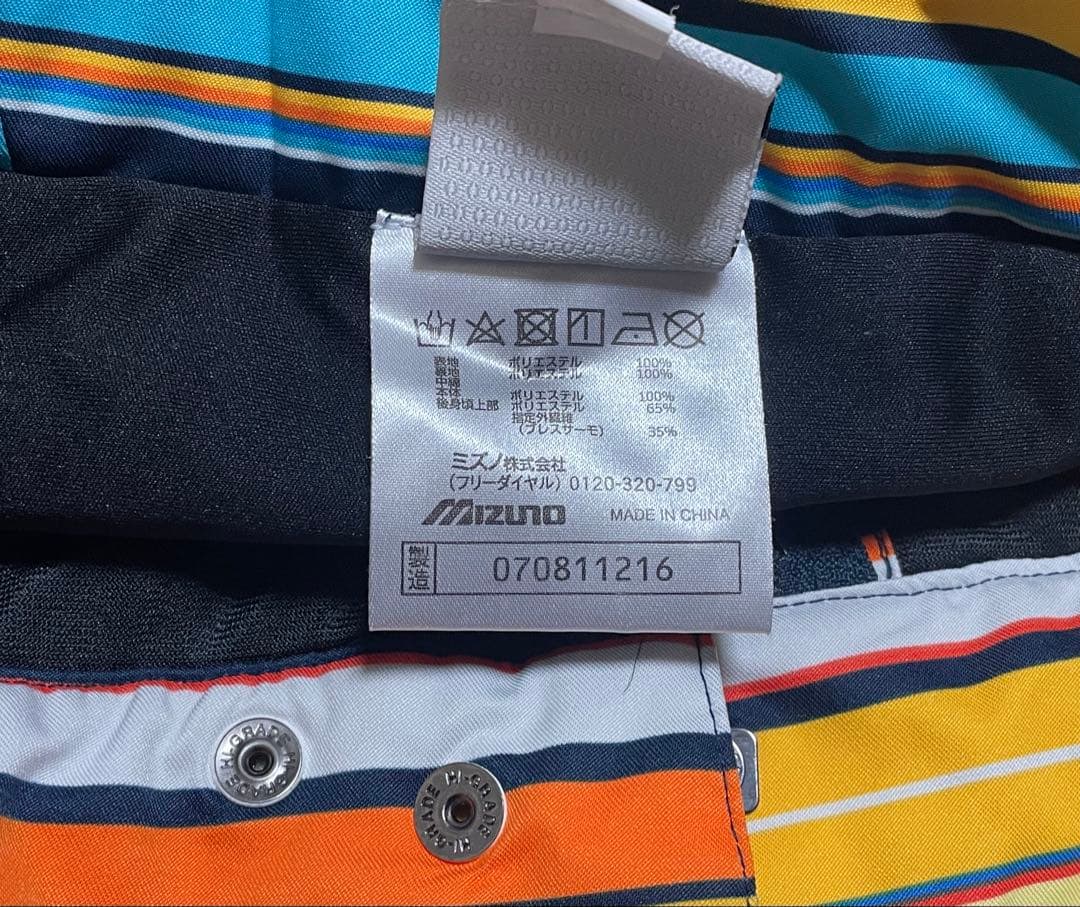 表地 ポリエステル 100%
裏地 ポリエステル 100%
中綿
本体 ポリエステル 100%
後身頃上部 ポリエステル 65%
指定外繊維
(ブレスサーモ) 35%
ミズノ株式会社
(フリーダイヤル) 0120-320-799
MIZUNO MADE IN CHINA
製造 070811216
HI-GRADE HI-GRADE
HI-GRADE HI-GRADE